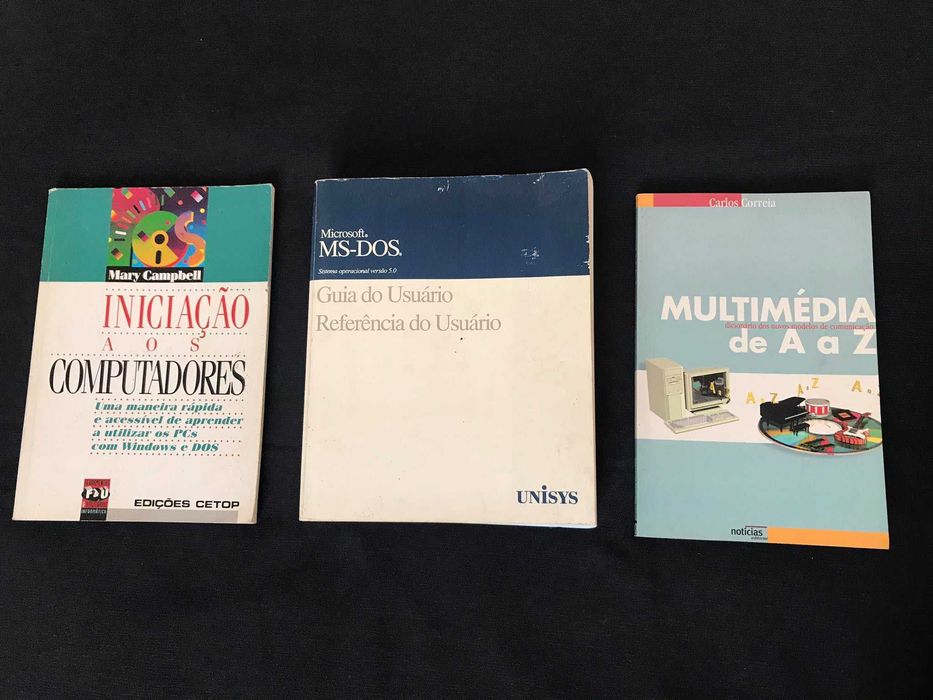 Mary Campbell
INICIAÇÃO
AOS
COMPUTADORES
Uma maneira rápida
e acessível de aprender
a utilizar os PCs
com Windows e DOS
EDIÇÕES CETOP
Microsoft®
MS-DOS®
Sistema operacional versão 5.0
Guia do Usuário
Referência do Usuário
UNISYS
Carlos Correia
MULTIMÉDIA
dicionário dos novos modelos de comunicação
de A a Z
A Z A Z A
notícias
editorial